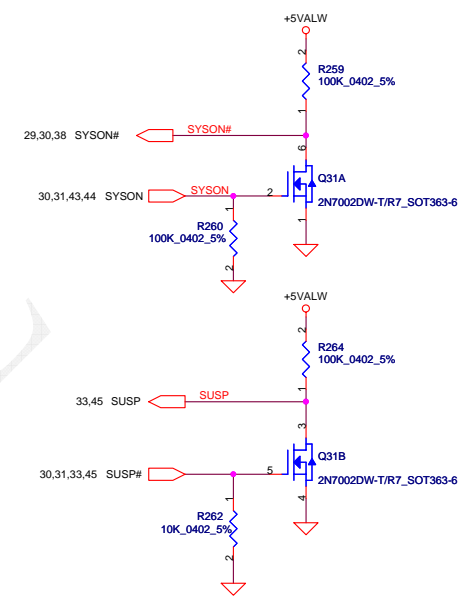 +5VALW
2
R259
100K_0402_5%
1
29,30,38 SYSON# SYSON#
6
Q31A
30,31,43,44 SYSON SYSON 2
2N7002DW-T/R7_SOT363-6
1
R260
100K_0402_5%
1
2
+5VALW
2
R264
100K_0402_5%
1
33,45 SUSP SUSP
3
Q31B
30,31,33,45 SUSP# 5
2N7002DW-T/R7_SOT363-6
4
1
R262
10K_0402_5%
2